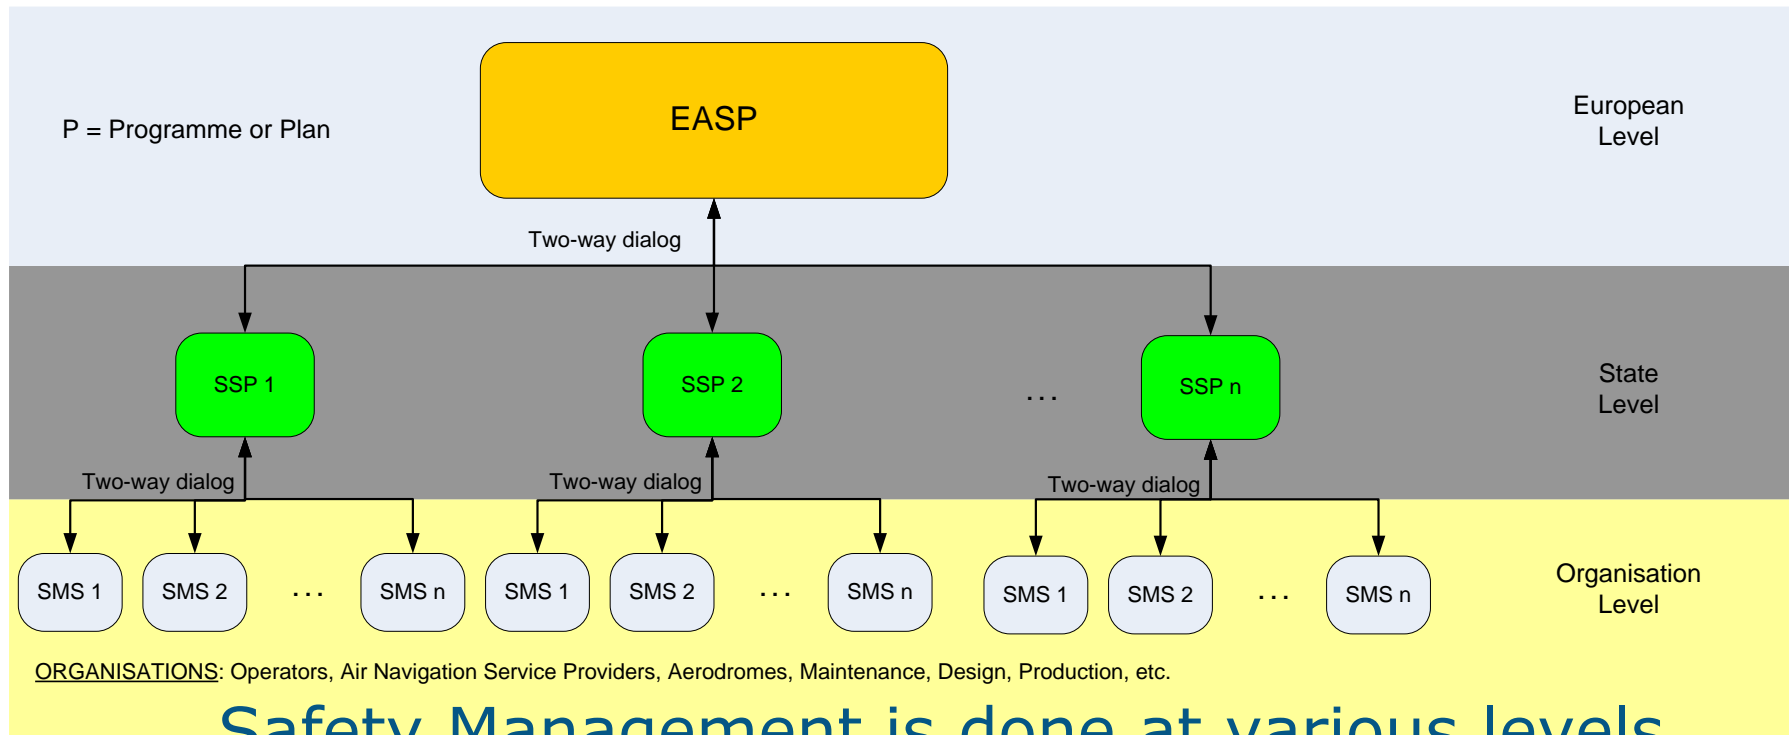 EASP
P = Programme or Plan
European
Level
Two-way dialog
SSP 1
SSP 2
...
SSP n
State
Level
Two-way dialog
Two-way dialog
Two-way dialog
SMS 1
SMS 2
...
SMS n
SMS 1
SMS 2
...
SMS n
SMS 1
SMS 2
...
SMS n
Organisation
Level
ORGANISATIONS: Operators, Air Navigation Service Providers, Aerodromes, Maintenance, Design, Production, etc.
Safety Management is done at various levels